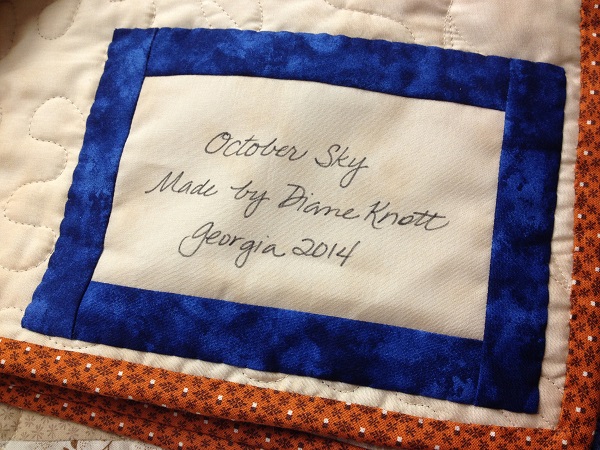 October Sky
Made by Diane Knott
Georgia 2014